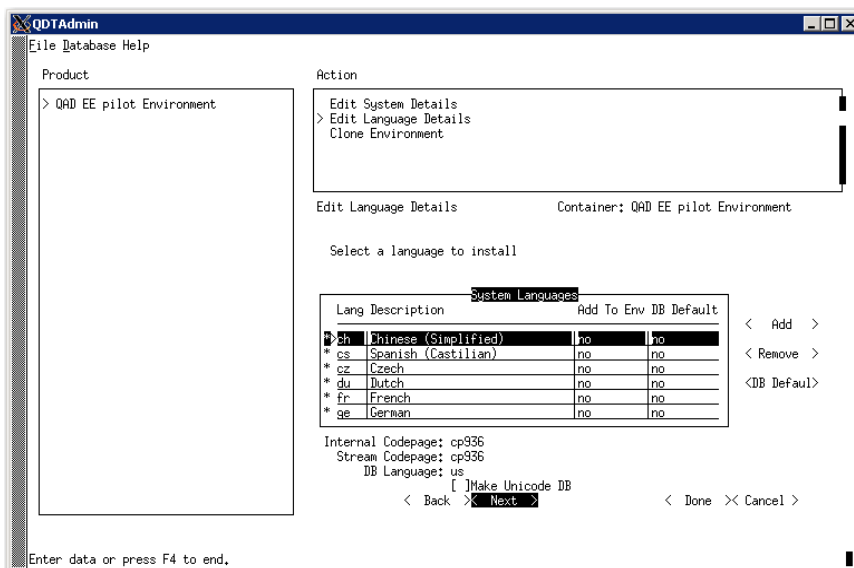 QDTAdmin
File Database Help
Product
> QAD EE pilot Environment
Action
Edit System Details
> Edit Language Details
Clone Environment
Edit Language Details Container: QAD EE pilot Environment
Select a language to install
System Languages
Lang Description Add To Env DB Default
*>ch Chinese (Simplified) no no
* cs Spanish (Castilian) no no
* cz Czech no no
* du Dutch no no
* fr French no no
* ge German no no
< Add >
< Remove >
<DB Defaul>
Internal Codepage: cp936
Stream Codepage: cp936
DB Language: us
[ ]Make Unicode DB
< Back >< Next > < Done >< Cancel >
Enter data or press F4 to end.